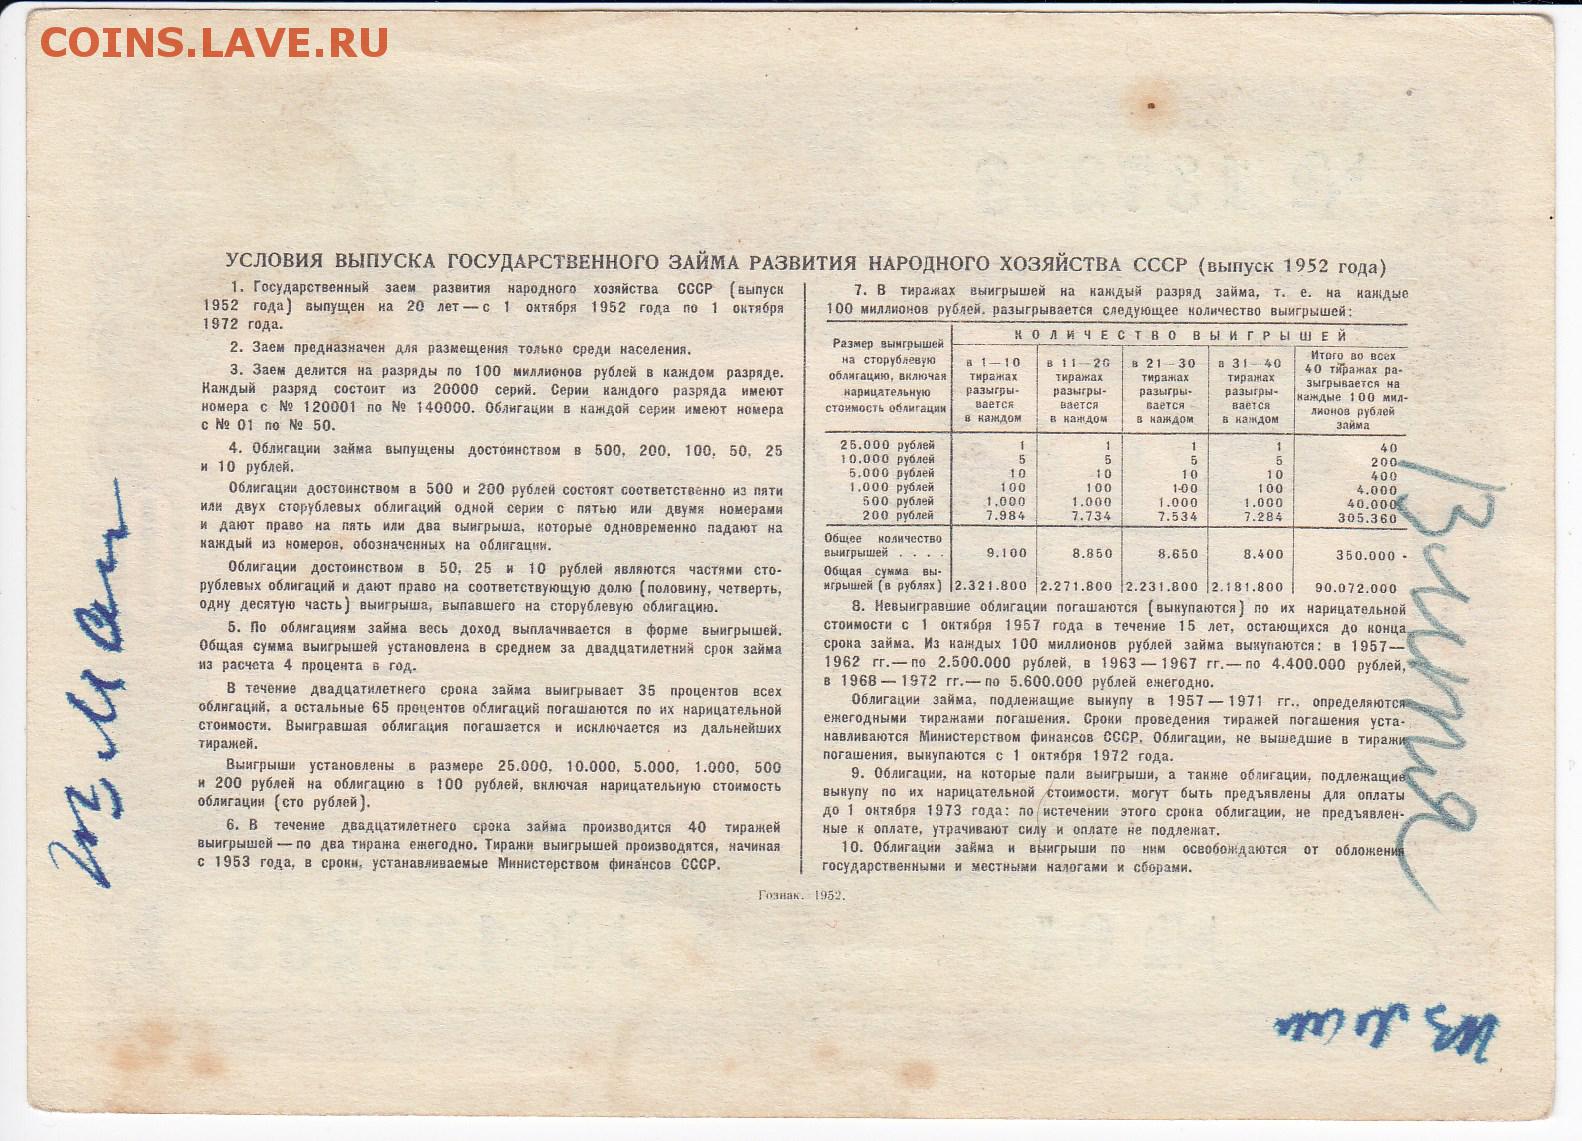 COINS.LAVE.RU
УСЛОВИЯ ВЫПУСКА ГОСУДАРСТВЕННОГО ЗАЙМА РАЗВИТИЯ НАРОДНОГО ХОЗЯЙСТВА СССР (выпуск 1952 года)
1. Государственный заем развития народного хозяйства СССР (выпуск
1952 года) выпущен на 20 лет — с 1 октября 1952 года по 1 октября
1972 года.
2. Заем предназначен для размещения только среди населения.
3. Заем делится на разряды по 100 миллионов рублей в каждом разряде.
Каждый разряд состоит из 20000 серий. Серии каждого разряда имеют
номера с № 120001 по № 140000. Облигации в каждой серии имеют номера
с № 01 по № 50.
4. Облигации займа выпущены достоинством в 500, 200, 100, 50, 25
и 10 рублей.
Облигации достоинством в 500 и 200 рублей состоят соответственно из пяти
или двух сторублевых облигаций одной серии с пятью или двумя номерами
и дают право на пять или два выигрыша, которые одновременно падают на
каждый из номеров, обозначенных на облигации.
Облигации достоинством в 50, 25 и 10 рублей являются частями сто-
рублевых облигаций и дают право на соответствующую долю (половину, четверть,
одну десятую часть) выигрыша, выпавшего на сторублевую облигацию.
5. По облигациям займа весь доход выплачивается в форме выигрышей.
Общая сумма выигрышей установлена в среднем за двадцатилетний срок займа
из расчета 4 процента в год.
В течение двадцатилетнего срока займа выигрывает 35 процентов всех
облигаций, а остальные 65 процентов облигаций погашаются по их нарицательной
стоимости. Выигравшая облигация погашается и исключается из дальнейших
тиражей.
Выигрыши установлены в размере 25.000, 10.000, 5.000, 1.000, 500
и 200 рублей на облигацию в 100 рублей, включая нарицательную стоимость
облигации (сто рублей).
6. В течение двадцатилетнего срока займа производится 40 тиражей
выигрышей — по два тиража ежегодно. Тиражи выигрышей производятся, начиная
с 1953 года, в сроки, устанавливаемые Министерством финансов СССР.
7. В тиражах выигрышей на каждый разряд займа, т. е. на каждые
100 миллионов рублей, разыгрывается следующее количество выигрышей:
Размер выигрышей
на сторублевую
облигацию, включая
нарицательную
стоимость облигации
КОЛИЧЕСТВО ВЫИГРЫШЕЙ
в 1—10
тиражах
разыгры-
вается
в каждом
в 11—20
тиражах
разыгры-
вается
в каждом
в 21—30
тиражах
разыгры-
вается
в каждом
в 31—40
тиражах
разыгры-
вается
в каждом
Итого во всех
40 тиражах ра-
зыгрывается на
каждые 100 мил-
лионов рублей
займа
25.000 рублей 1 1 1 1 40
10.000 рублей 5 5 5 5 200
5.000 рублей 10 10 10 10 400
1.000 рублей 100 100 100 100 4.000
500 рублей 1.000 1.000 1.000 1.000 40.000
200 рублей 7.984 7.734 7.534 7.284 305.360
Общее количество
выигрышей . . . . 9.100 8.850 8.650 8.400 350.000
Общая сумма вы-
игрышей (в рублях) 2.321.800 2.271.800 2.231.800 2.181.800 90.072.000
8. Невыигравшие облигации погашаются (выкупаются) по их нарицательной
стоимости с 1 октября 1957 года в течение 15 лет, остающихся до конца
срока займа. Из каждых 100 миллионов рублей займа выкупаются: в 1957—
1962 гг.—по 2.500.000 рублей, в 1963—1967 гг.—по 4.400.000 рублей,
в 1968—1972 гг.—по 5.600.000 рублей ежегодно.
Облигации займа, подлежащие выкупу в 1957—1971 гг., определяются
ежегодными тиражами погашения. Сроки проведения тиражей погашения уста-
навливаются Министерством финансов СССР. Облигации, не вышедшие в тиражи
погашения, выкупаются с 1 октября 1972 года.
9. Облигации, на которые пали выигрыши, а также облигации, подлежащие
выкупу по их нарицательной стоимости, могут быть предъявлены для оплаты
до 1 октября 1973 года: по истечении этого срока облигации, не предъявлен-
ные к оплате, утрачивают силу и оплате не подлежат.
10. Облигации займа и выигрыши по ним освобождаются от обложения
государственными и местными налогами и сборами.
Гознак. 1952.